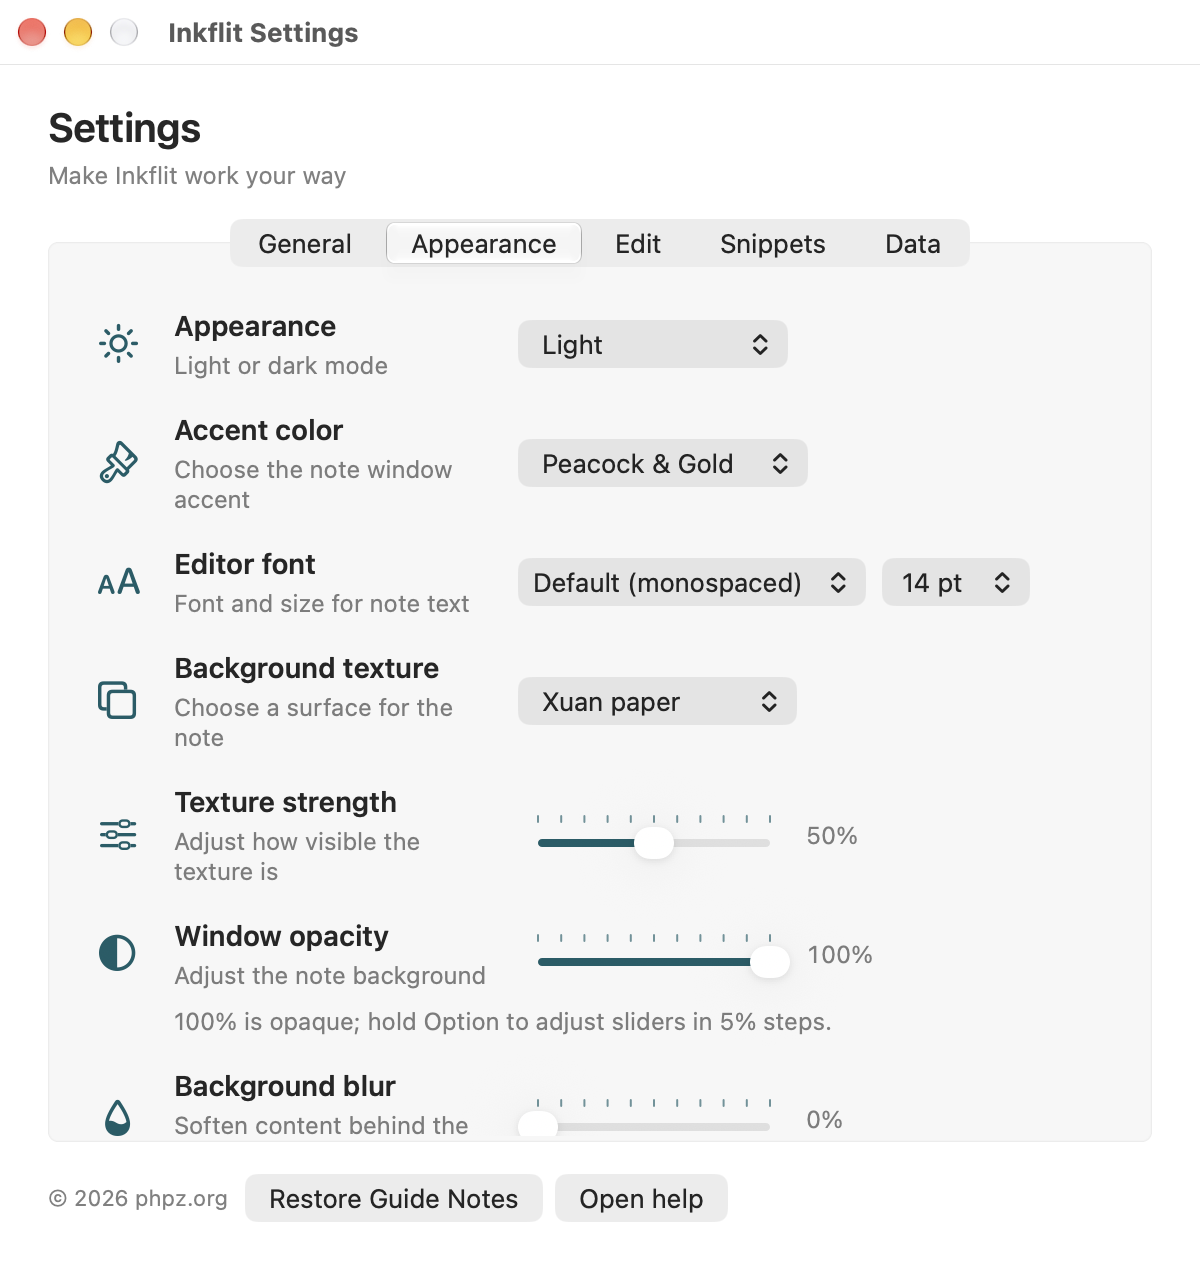 Inkflit Settings
Settings
Make Inkflit work your way
General Appearance Edit Snippets Data
Appearance
Light or dark mode
Light
Accent color
Choose the note window
accent
Peacock & Gold
Editor font
Font and size for note text
Default (monospaced) 14 pt
Background texture
Choose a surface for the
note
Xuan paper
Texture strength
Adjust how visible the
texture is
50%
Window opacity
Adjust the note background
100%
100% is opaque; hold Option to adjust sliders in 5% steps.
Background blur
Soften content behind the
0%
© 2026 phpz.org Restore Guide Notes Open help